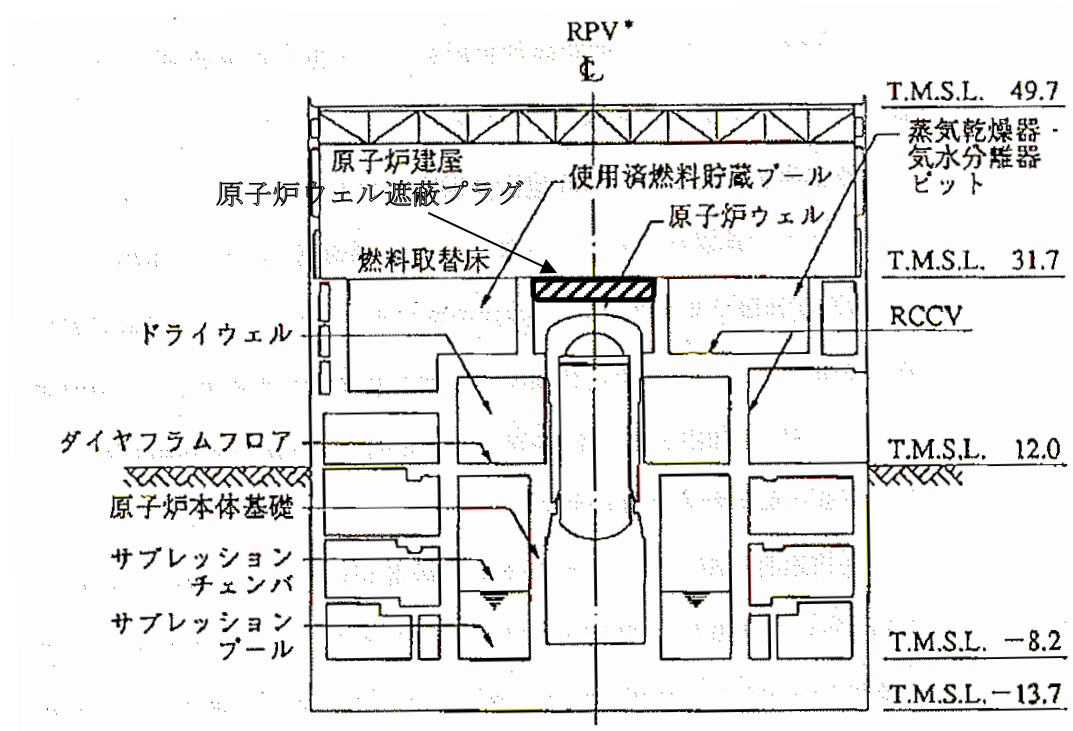 RPV*
℄
T.M.S.L. 49.7
蒸気乾燥器・
気水分離器
ピット
原子炉建屋
使用済燃料貯蔵プール
原子炉ウェル遮蔽プラグ
原子炉ウェル
燃料取替床
T.M.S.L. 31.7
RCCV
ドライウェル
ダイヤフラムフロア
T.M.S.L. 12.0
原子炉本体基礎
サプレッション
チェンバ
サプレッション
プール
T.M.S.L. －8.2
T.M.S.L.－13.7